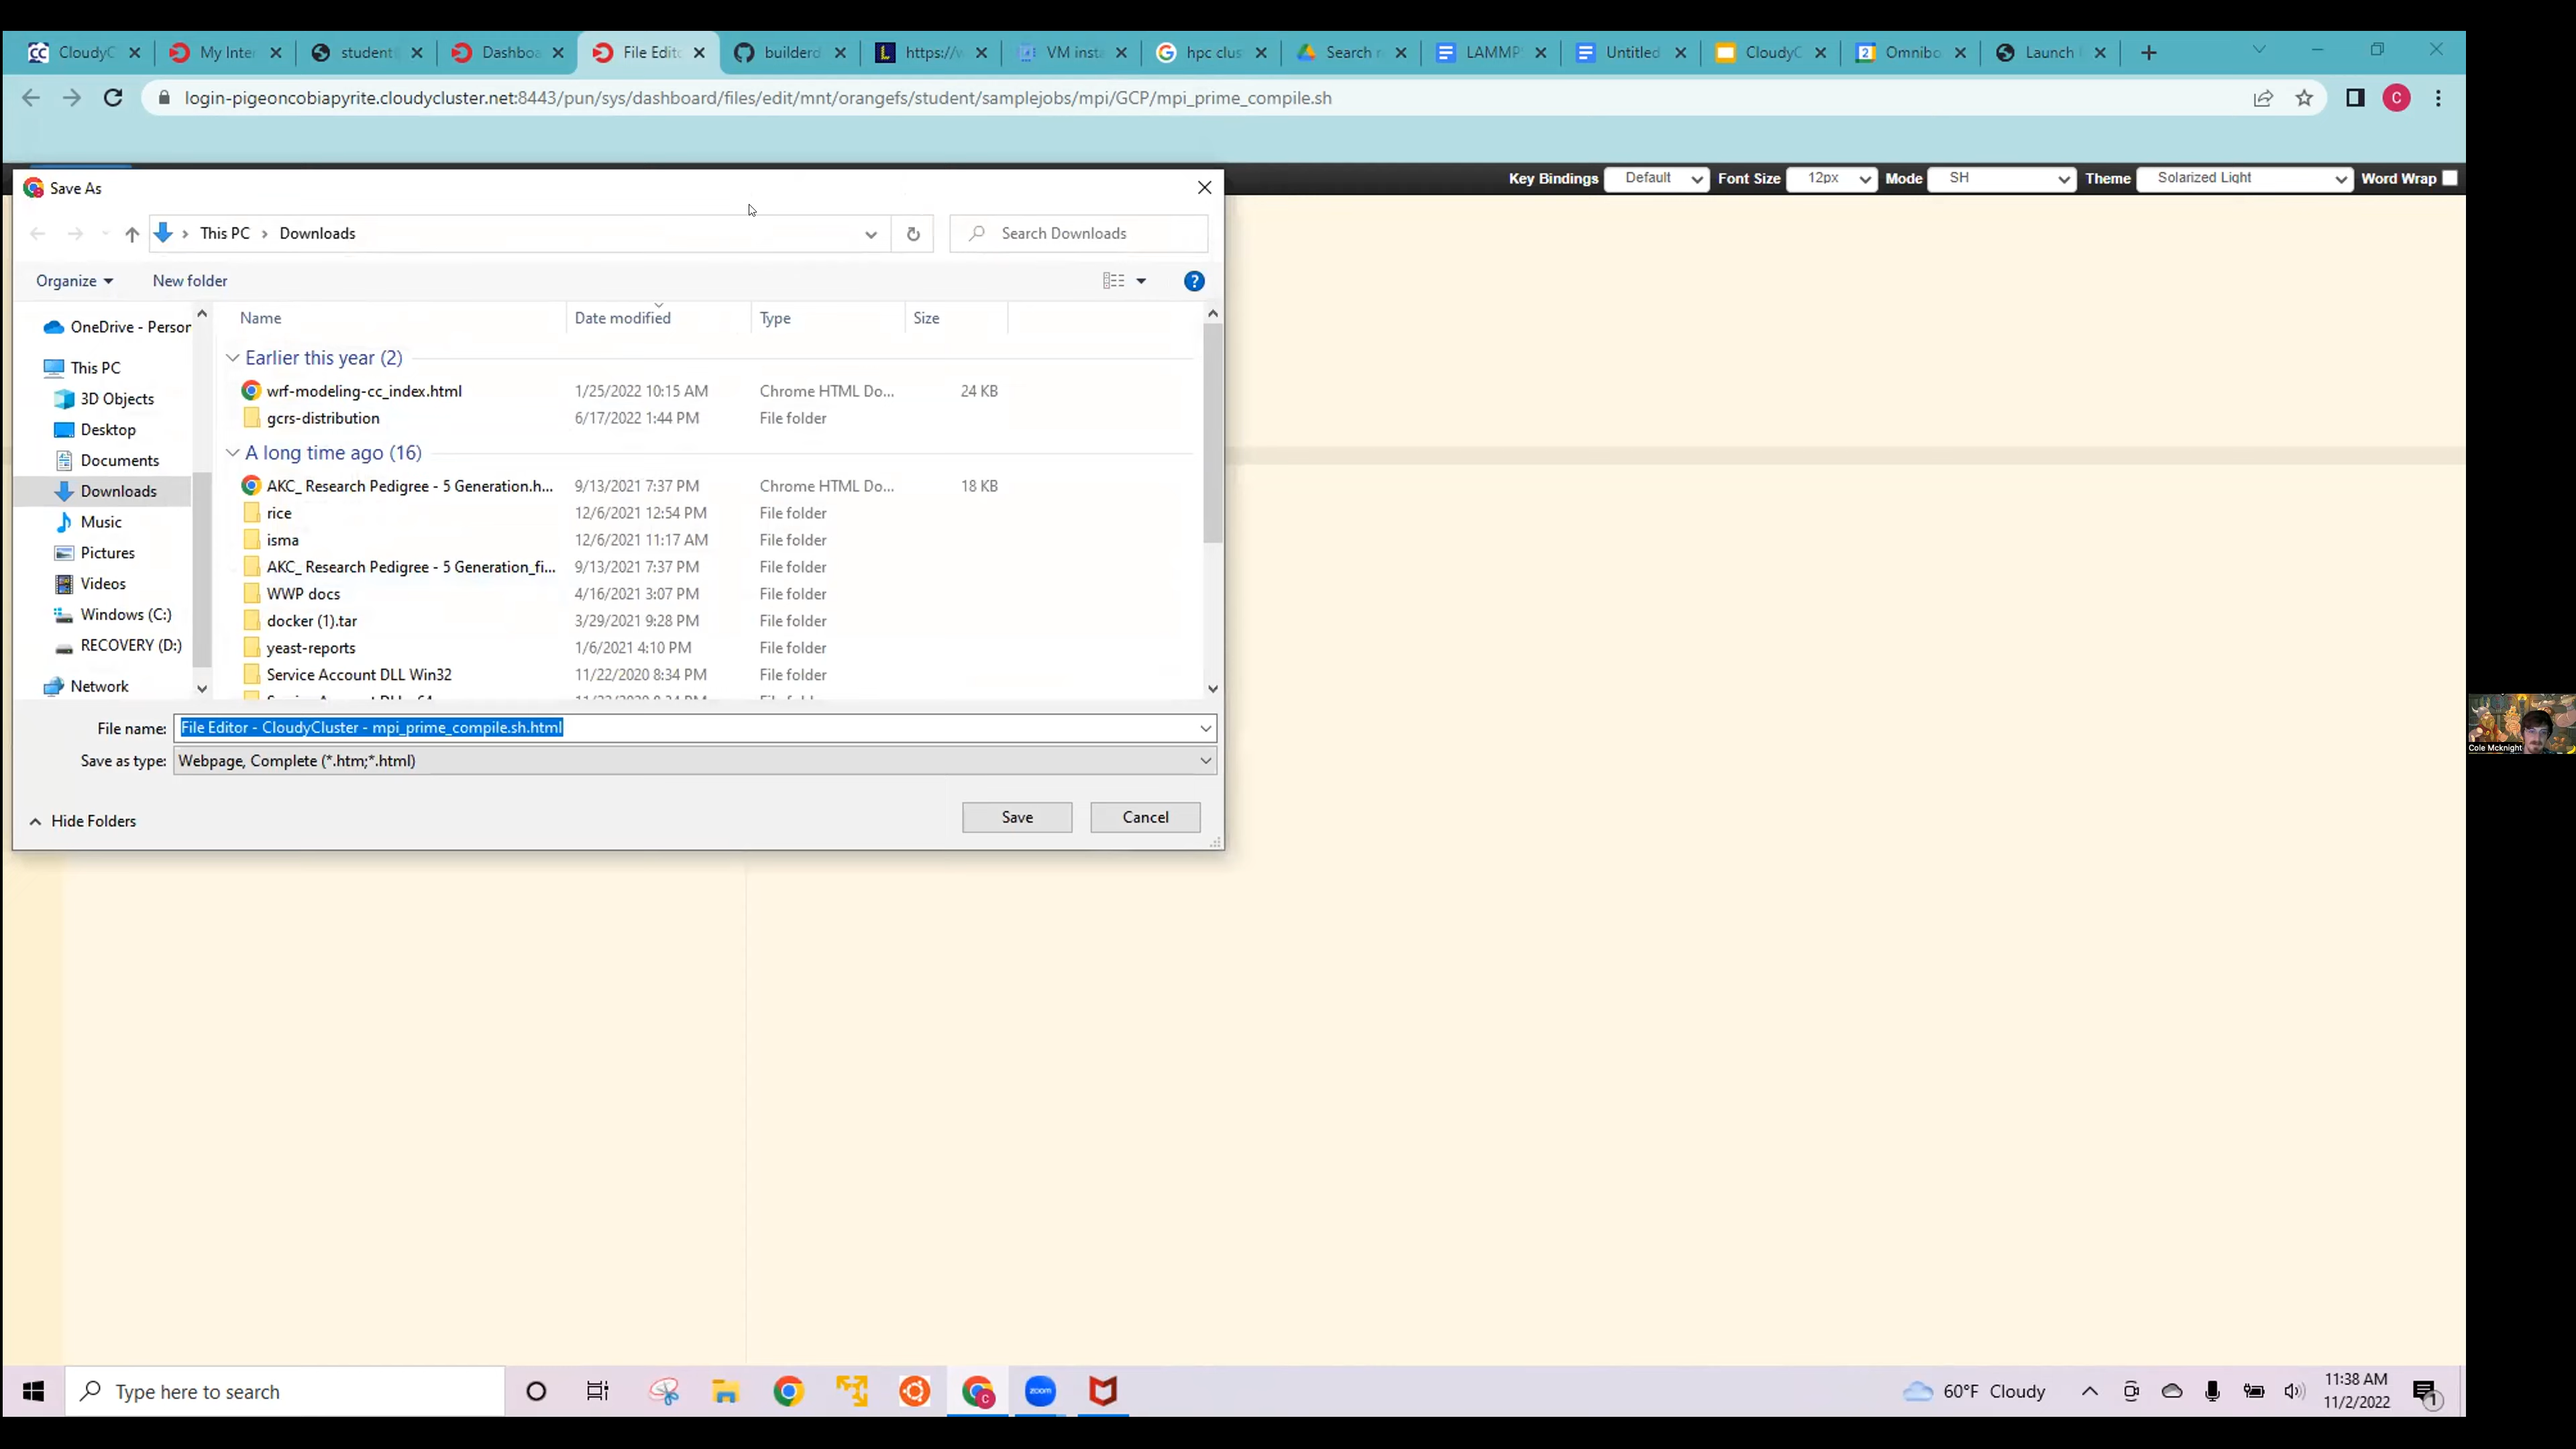 CloudyC My Inter student Dashboa File Edito builderd https://w VM insta hpc clus Search r LAMMP Untitled CloudyC 2 Omnibo Launch
login-pigeoncobiapyrite.cloudycluster.net:8443/pun/sys/dashboard/files/edit/mnt/orangefs/student/samplejobs/mpi/GCP/mpi_prime_compile.sh C
Key Bindings Default Font Size 12px Mode SH Theme Solarized Light Word Wrap
Save As
This PC > Downloads Search Downloads
Organize New folder ?
Name Date modified Type Size
OneDrive - Person
This PC
3D Objects
Desktop
Documents
Downloads
Music
Pictures
Videos
Windows (C:)
RECOVERY (D:)
Network
Earlier this year (2)
wrf-modeling-cc_index.html 1/25/2022 10:15 AM Chrome HTML Do... 24 KB
gcrs-distribution 6/17/2022 1:44 PM File folder
A long time ago (16)
AKC_ Research Pedigree - 5 Generation.h... 9/13/2021 7:37 PM Chrome HTML Do... 18 KB
rice 12/6/2021 12:54 PM File folder
isma 12/6/2021 11:17 AM File folder
AKC_ Research Pedigree - 5 Generation_fi... 9/13/2021 7:37 PM File folder
WWP docs 4/16/2021 3:07 PM File folder
docker (1).tar 3/29/2021 9:28 PM File folder
yeast-reports 1/6/2021 4:10 PM File folder
Service Account DLL Win32 11/22/2020 8:34 PM File folder
File name: File Editor - CloudyCluster - mpi_prime_compile.sh.html
Save as type: Webpage, Complete (*.htm;*.html)
Hide Folders Save Cancel
Cole Mcknight
Type here to search zoom C 60°F Cloudy 11:38 AM
11/2/2022 1